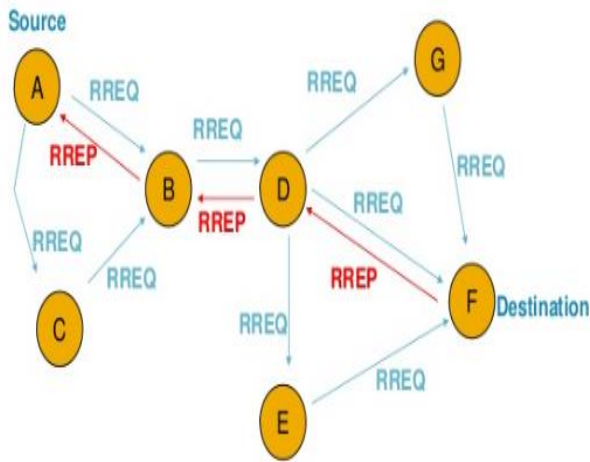 Source
A
G
RREQ
RREQ
RREQ
RREP
B
D
RREQ
RREQ
RREP
RREQ
RREQ
RREP
C
F
Destination
RREQ
RREQ
E